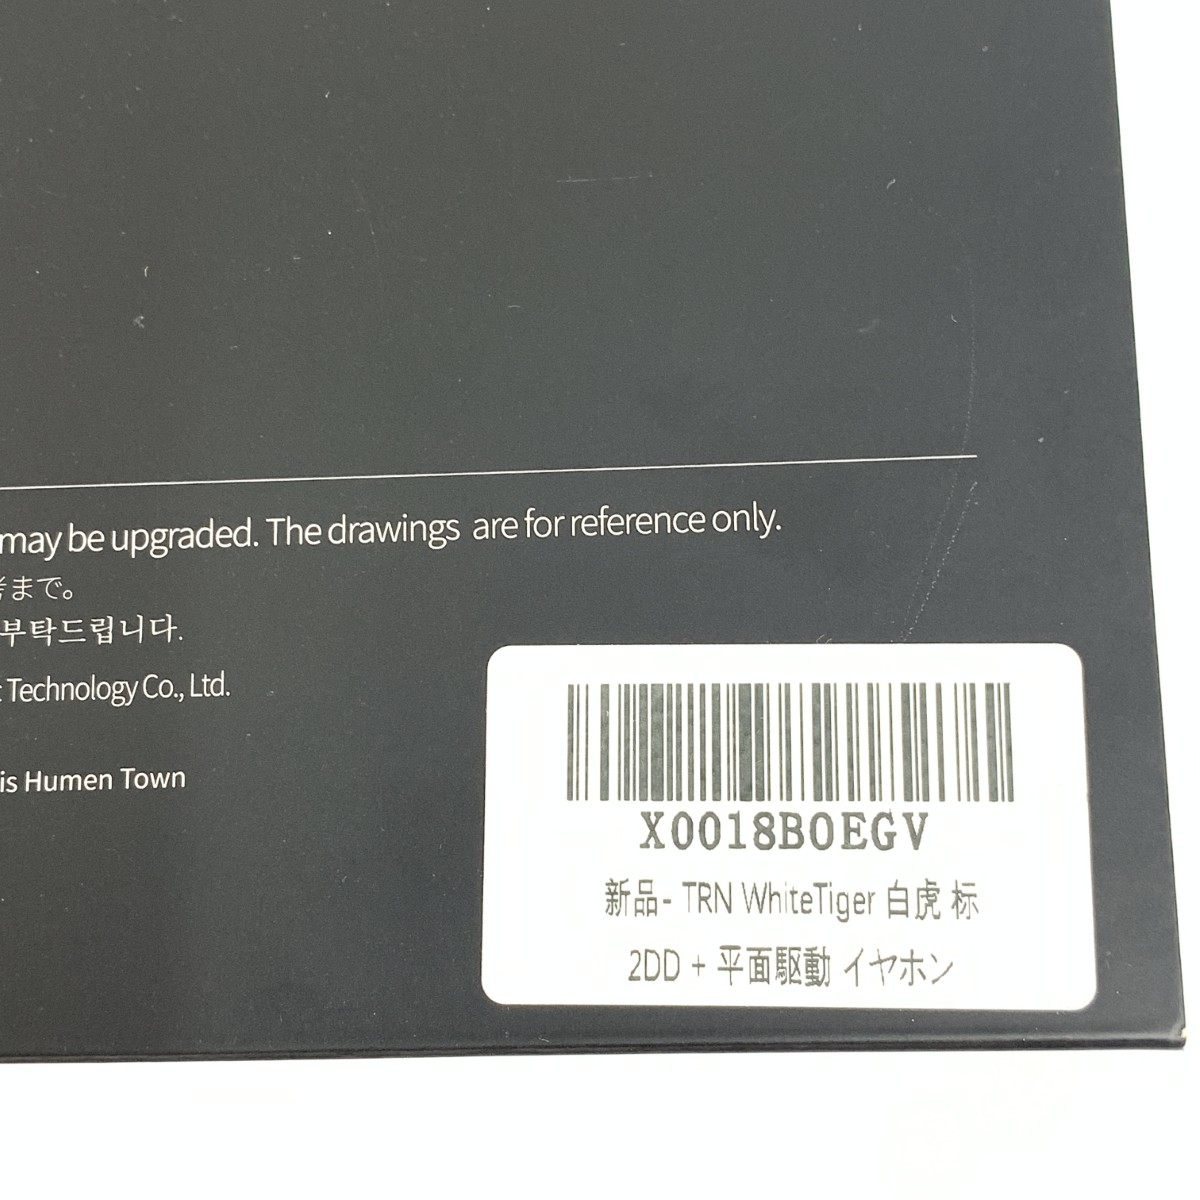 may be upgraded. The drawings are for reference only.
考まで。
부탁드립니다.
Technology Co., Ltd.
is Humen Town
X0018BOEGV
新品- TRN WhiteTiger 白虎 标
2DD + 平面駆動 イヤホン